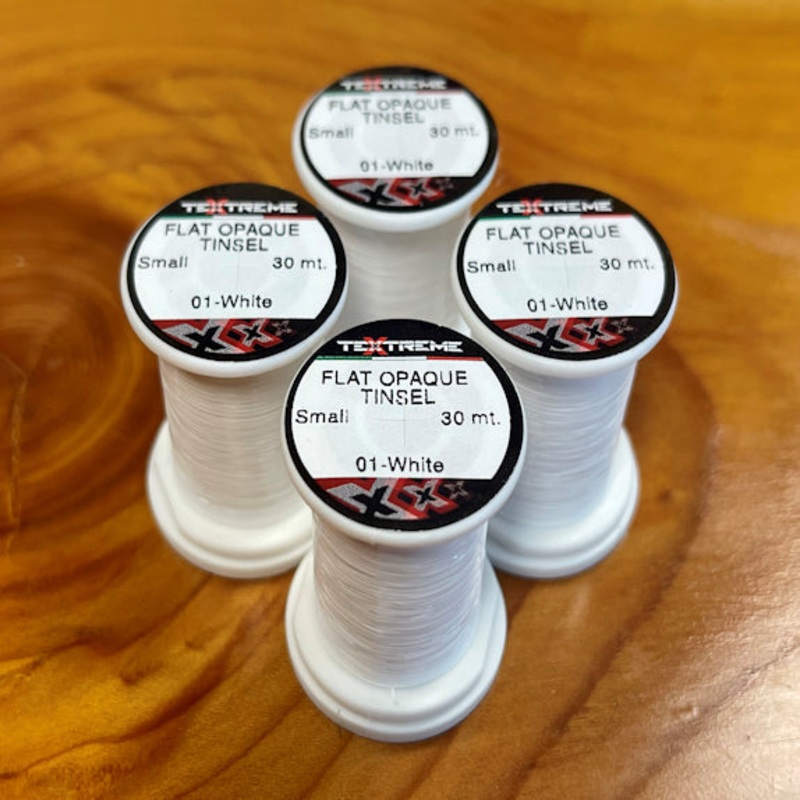 TEXTREME
FLAT OPAQUE
TINSEL
Small 30 mt.
01-White
TEXTREME
FLAT OPAQUE
TINSEL
Small 30 mt.
01-White
TEXTREME
FLAT OPAQUE
TINSEL
Small 30 mt.
01-White
TEXTREME
FLAT OPAQUE
TINSEL
Small 30 mt.
01-White